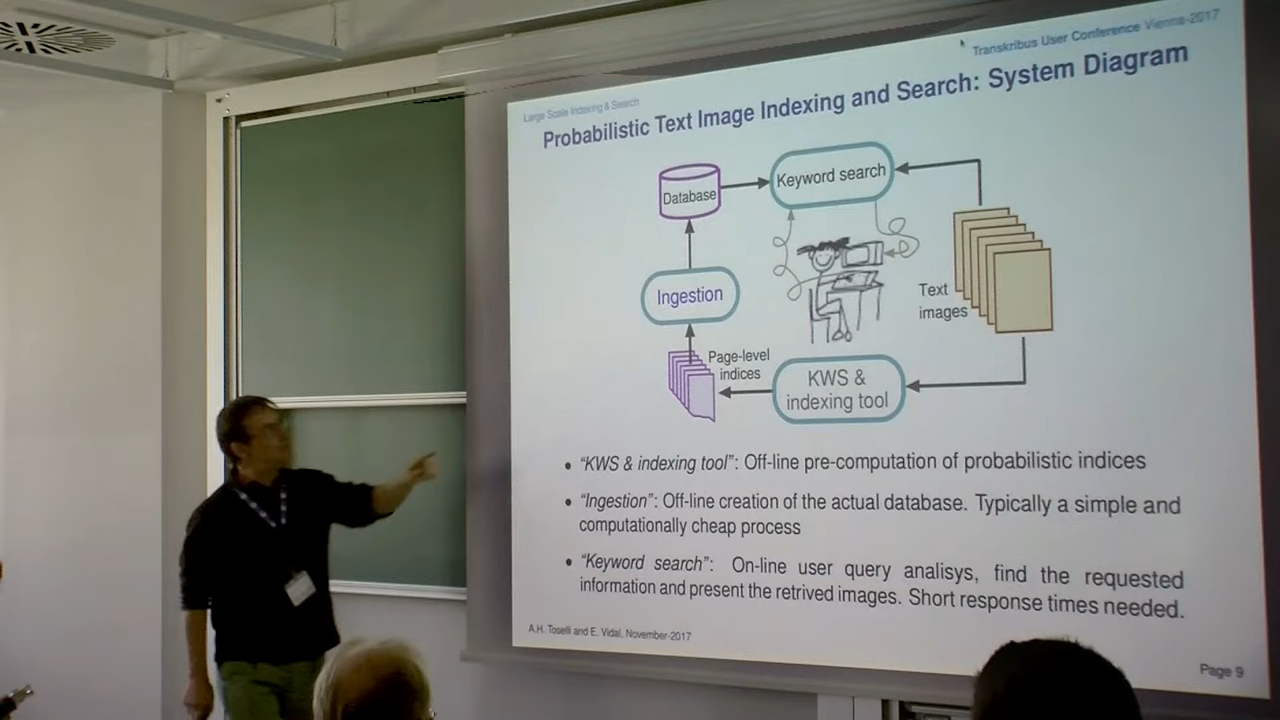 Transkribus User Conference Vienna-2017
Large Scale Indexing & Search
Probabilistic Text Image Indexing and Search: System Diagram
Database
Keyword search
Ingestion
Text
images
Page-level
indices
KWS &
indexing tool
• “KWS & indexing tool”: Off-line pre-computation of probabilistic indices
• “Ingestion”: Off-line creation of the actual database. Typically a simple and
computationally cheap process
• “Keyword search”: On-line user query analisys, find the requested
information and present the retrived images. Short response times needed.
A.H. Toselli and E. Vidal, November-2017
Page 9